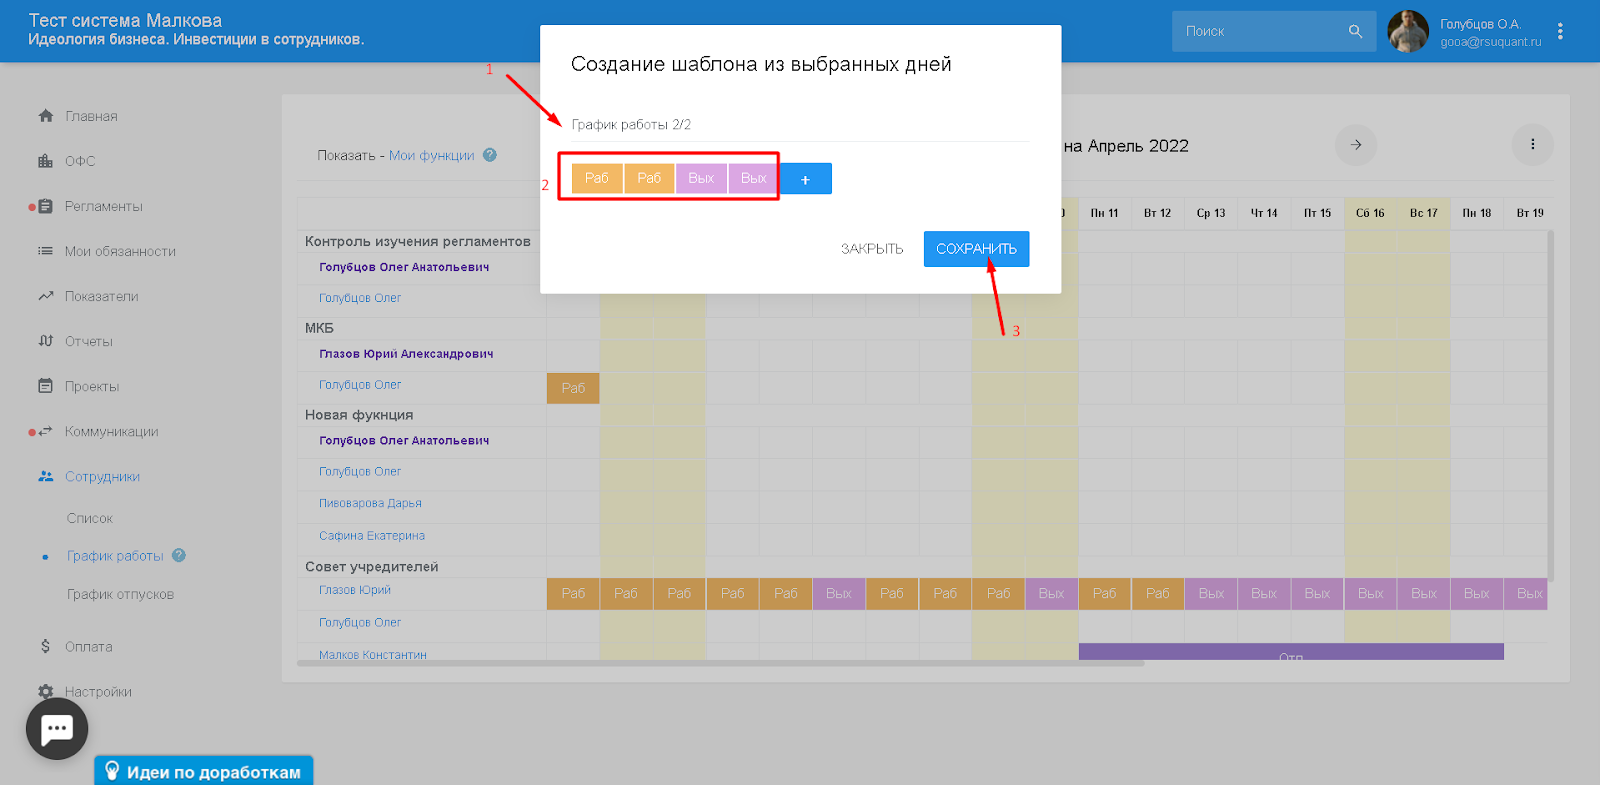 Тест система Малкова
Идеология бизнеса. Инвестиции в сотрудников.
Поиск
Голубцов О.А.
gooa@rsuquant.ru
Создание шаблона из выбранных дней
1
График работы 2/2
2
Раб Раб Вых Вых +
ЗАКРЫТЬ СОХРАНИТЬ
3
Главная
ОФС
Регламенты
Мои обязанности
Показатели
Отчеты
Проекты
Коммуникации
Сотрудники
Список
График работы ?
График отпусков
Оплата
Настройки
Идеи по доработкам
Показать - Мои функции ?
на Апрель 2022
Пн 11 Вт 12 Ср 13 Чт 14 Пт 15 Сб 16 Вс 17 Пн 18 Вт 19
Контроль изучения регламентов
Голубцов Олег Анатольевич
Голубцов Олег
МКБ
Глазов Юрий Александрович
Голубцов Олег Раб
Новая фукнция
Голубцов Олег Анатольевич
Голубцов Олег
Пивоварова Дарья
Сафина Екатерина
Совет учредителей
Глазов Юрий Раб Раб Раб Раб Раб Вых Раб Раб Раб Вых Раб Раб Вых Вых Вых Вых Вых Вых Вых
Голубцов Олег
Малков Константин Отп